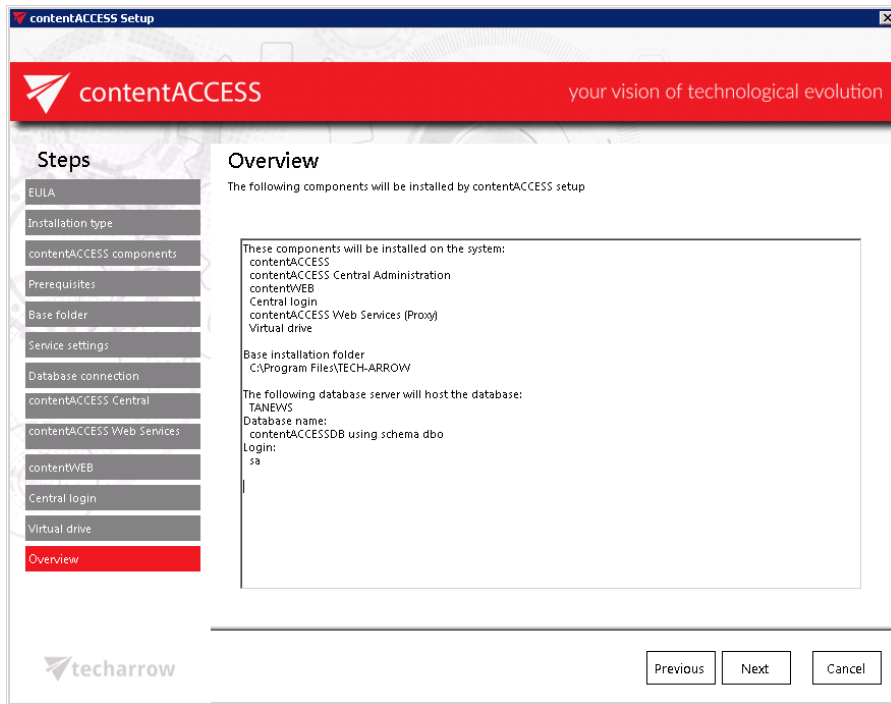 contentACCESS Setup
contentACCESS
your vision of technological evolution
Steps
EULA
Installation type
contentACCESS components
Prerequisites
Base folder
Service settings
Database connection
contentACCESS Central
contentACCESS Web Services
contentWEB
Central login
Virtual drive
Overview
Overview
The following components will be installed by contentACCESS setup
These components will be installed on the system:
contentACCESS
contentACCESS Central Administration
contentWEB
Central login
contentACCESS Web Services (Proxy)
Virtual drive
Base installation folder
C:\Program Files\TECH-ARROW
The following database server will host the database:
TANEWS
Database name:
contentACCESSDB using schema dbo
Login:
sa
techarrow
Previous
Next
Cancel